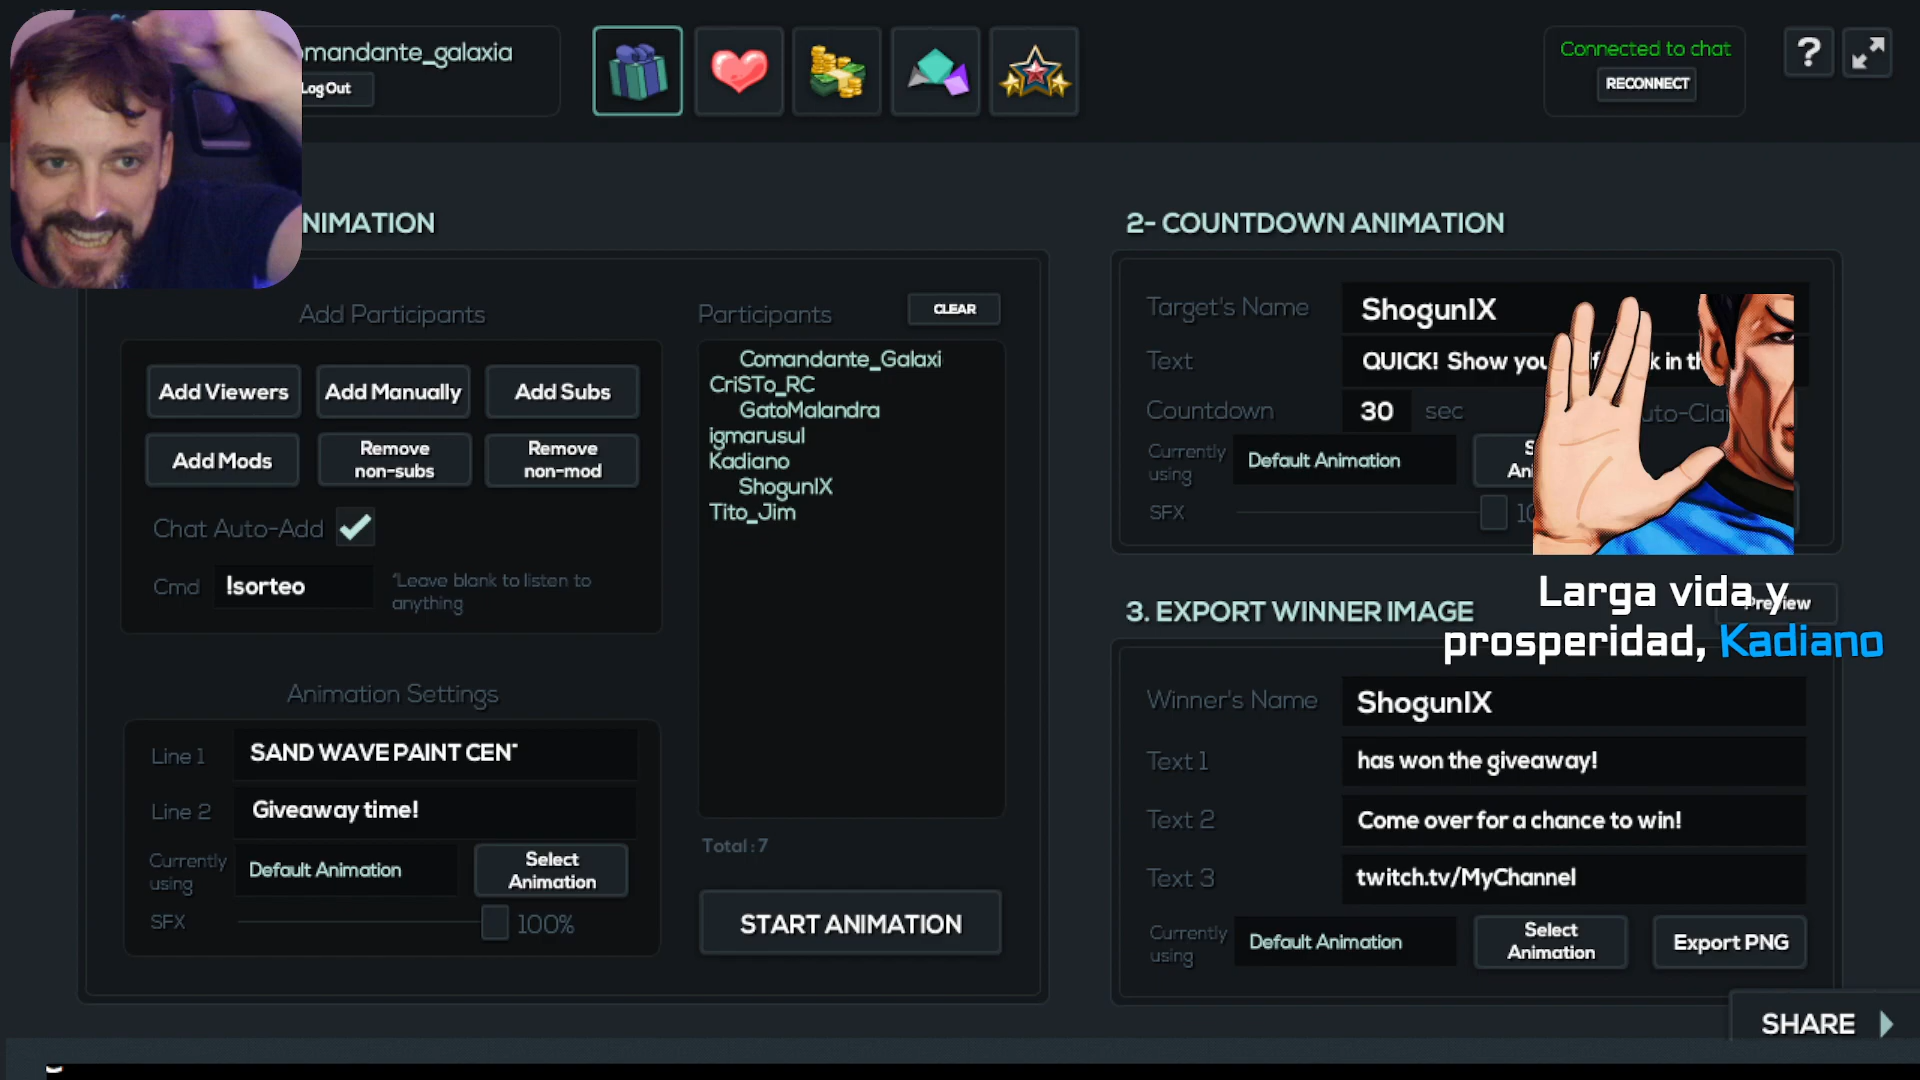 omandante_galaxia
Log Out
Connected to chat
RECONNECT
?
NIMATION
Add Participants
Add Viewers
Add Manually
Add Subs
Add Mods
Remove non-subs
Remove non-mod
Chat Auto-Add
Cmd
!sorteo
*Leave blank to listen to
anything
Participants
CLEAR
Comandante_Galaxi
CriSTo_RC
GatoMalandra
igmarusul
Kadiano
ShogunIX
Tito_Jim
Total : 7
START ANIMATION
Animation Settings
Line 1
SAND WAVE PAINT CEN
Line 2
Giveaway time!
Currently using
Default Animation
Select Animation
SFX
100%
2- COUNTDOWN ANIMATION
Target's Name
ShogunIX
Text
QUICK! Show you
k in th
Countdown
30
sec
uto-Clai
Currently using
Default Animation
SFX
Larga vida y
prosperidad, Kadiano
3. EXPORT WINNER IMAGE
Preview
Winner's Name
ShogunIX
Text 1
has won the giveaway!
Text 2
Come over for a chance to win!
Text 3
twitch.tv/MyChannel
Currently using
Default Animation
Select Animation
Export PNG
SHARE